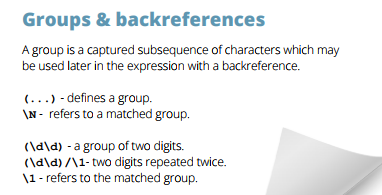 Groups & backreferences
A group is a captured subsequence of characters which may
be used later in the expression with a backreference.
(...) - defines a group.
\N - refers to a matched group.
(\d\d) - a group of two digits.
(\d\d)/\1- two digits repeated twice.
\1 - refers to the matched group.